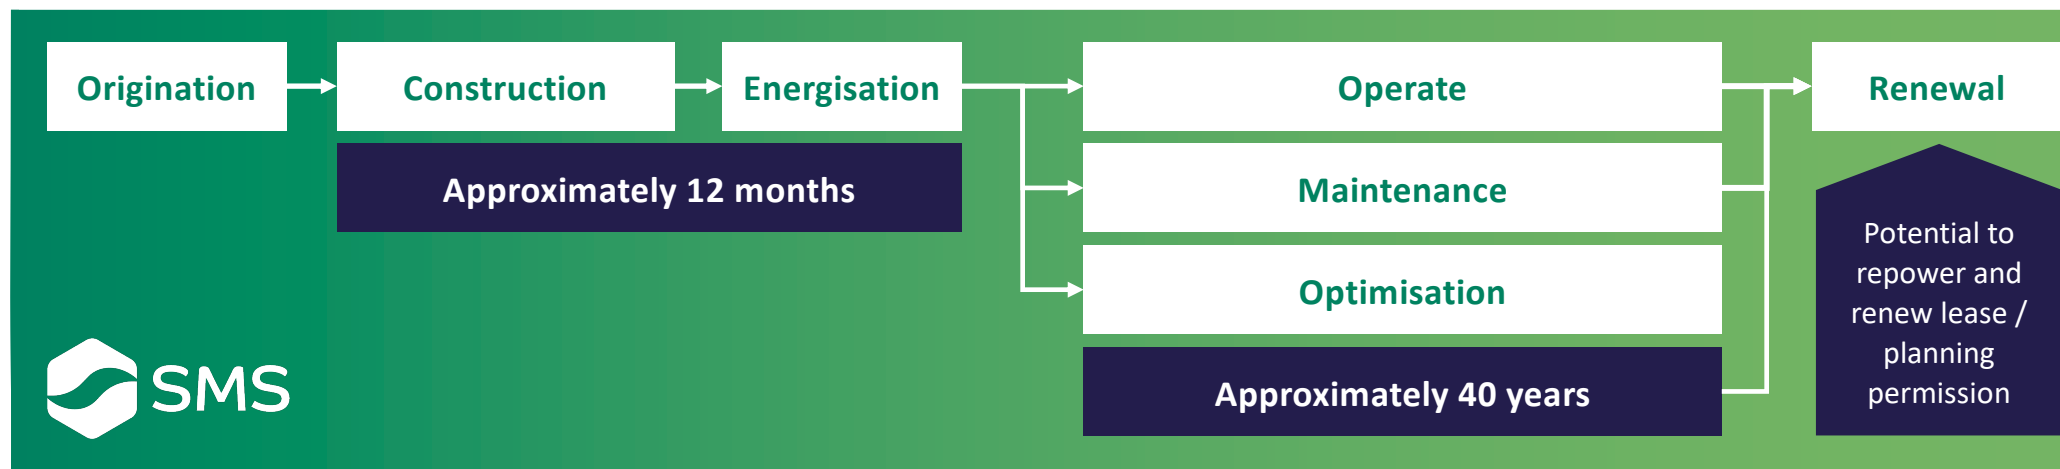 Origination
Construction
Energisation
Operate
Renewal
Approximately 12 months
Maintenance
Optimisation
Approximately 40 years
Potential to
repower and
renew lease /
planning
permission
SMS